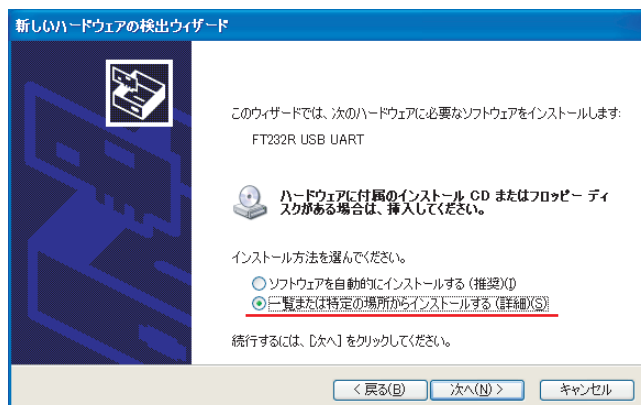 新しいハードウェアの検出ウィザード
このウィザードでは、次のハードウェアに必要なソフトウェアをインストールします:
FT232R USB UART
ハードウェアに付属のインストール CD またはフロッピー ディ
スクがある場合は、挿入してください。
インストール方法を選んでください。
ソフトウェアを自動的にインストールする (推奨)(I)
一覧または特定の場所からインストールする (詳細)(S)
続行するには、[次へ] をクリックしてください。
< 戻る(B)
次へ(N) >
キャンセル